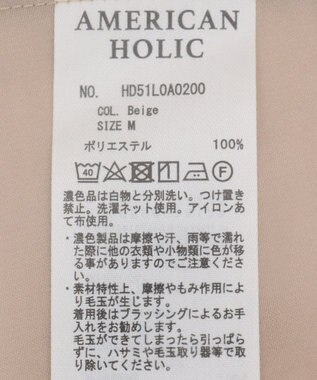 AMERICAN
HOLIC
NO. HD51L0A0200
COL. Beige
SIZE M
ポリエステル 100%
40 P F
濃色品は白物と分別洗い。つけ置き
禁止。洗濯ネット使用。アイロンあ
て布使用。
・濃色製品は摩擦や汗、雨等で濡れ
た際に他の衣類や小物類に色が移
る事がありますのでご注意くださ
い。
・素材特性上、摩擦やもみ作用によ
り毛玉が生じます。
着用後はブラッシングによるお手
入れをお勧めします。
毛玉ができてしまったら引っぱら
ずに、ハサミや毛玉取り器等で取
り除いてください。